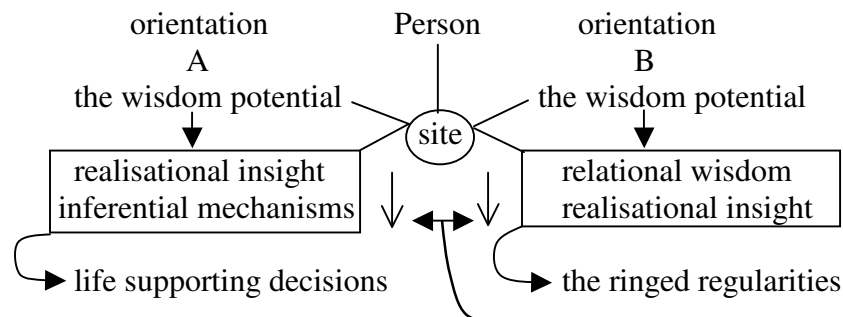 orientation
A
the wisdom potential
realisational insight
inferential mechanisms
life supporting decisions
Person
site
orientation
B
the wisdom potential
relational wisdom
realisational insight
the ringed regularities